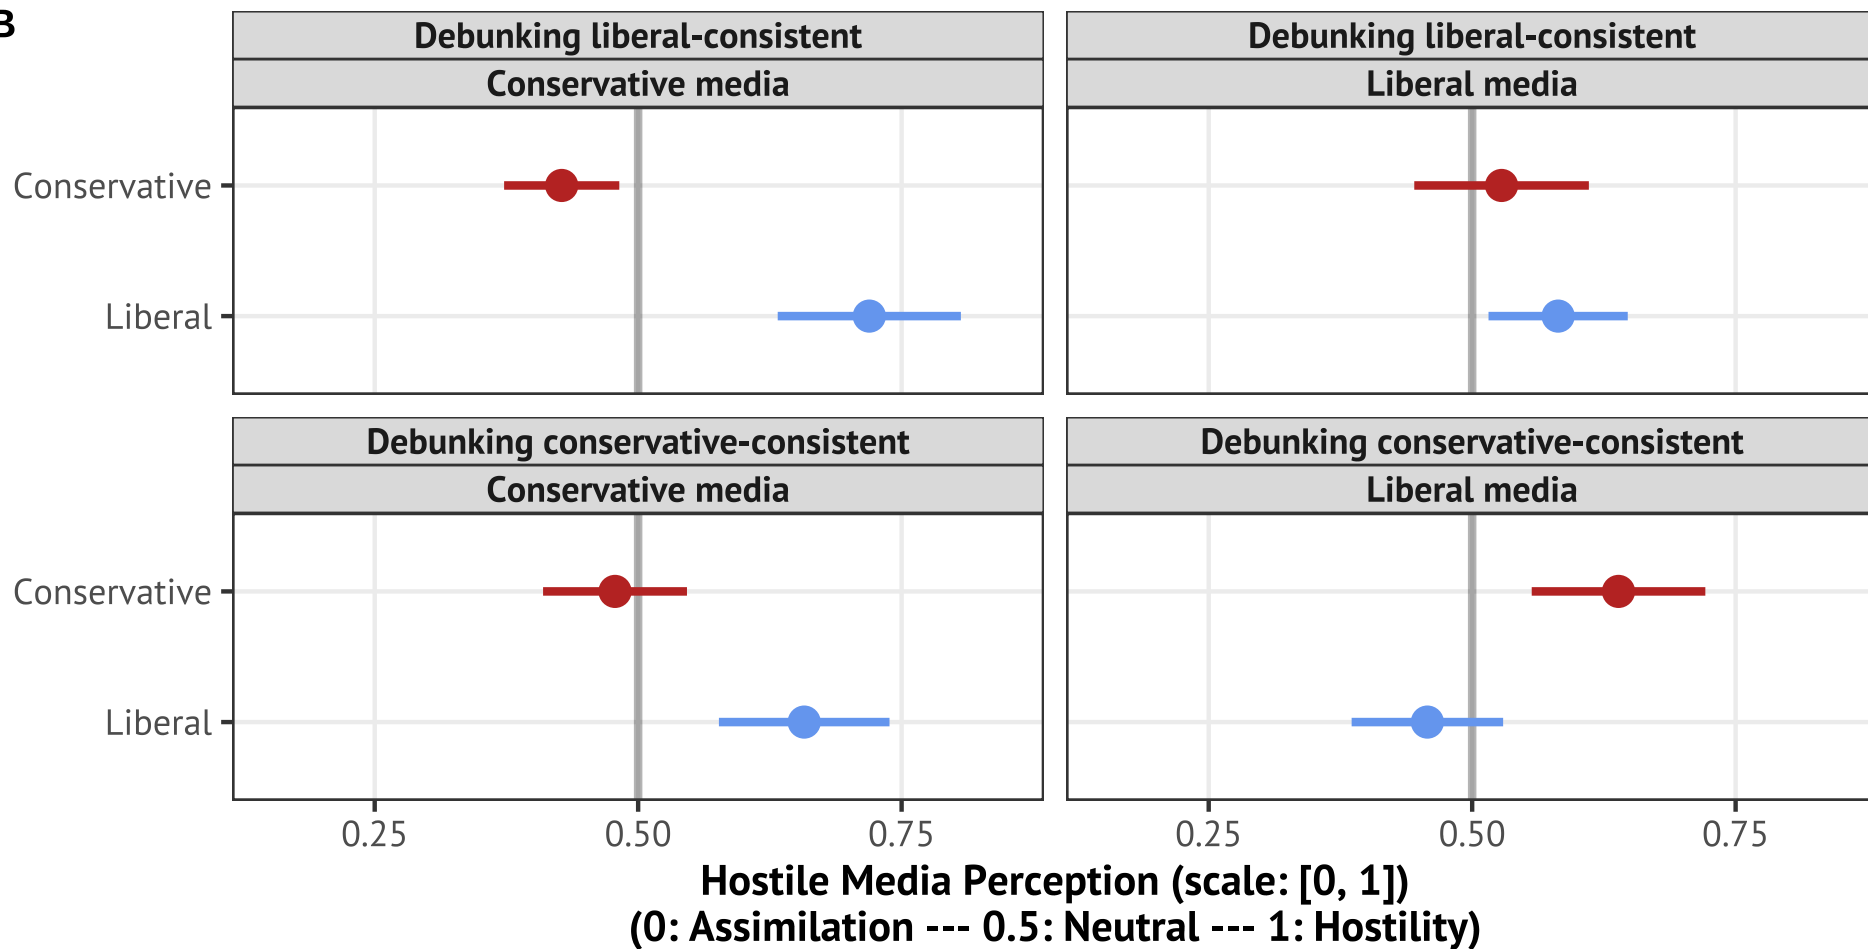 B
Debunking liberal-consistent
Conservative media
Debunking liberal-consistent
Liberal media
Conservative
Liberal
Debunking conservative-consistent
Conservative media
Debunking conservative-consistent
Liberal media
Conservative
Liberal
0.25 0.50 0.75 0.25 0.50 0.75
Hostile Media Perception (scale: [0, 1])
(0: Assimilation --- 0.5: Neutral --- 1: Hostility)